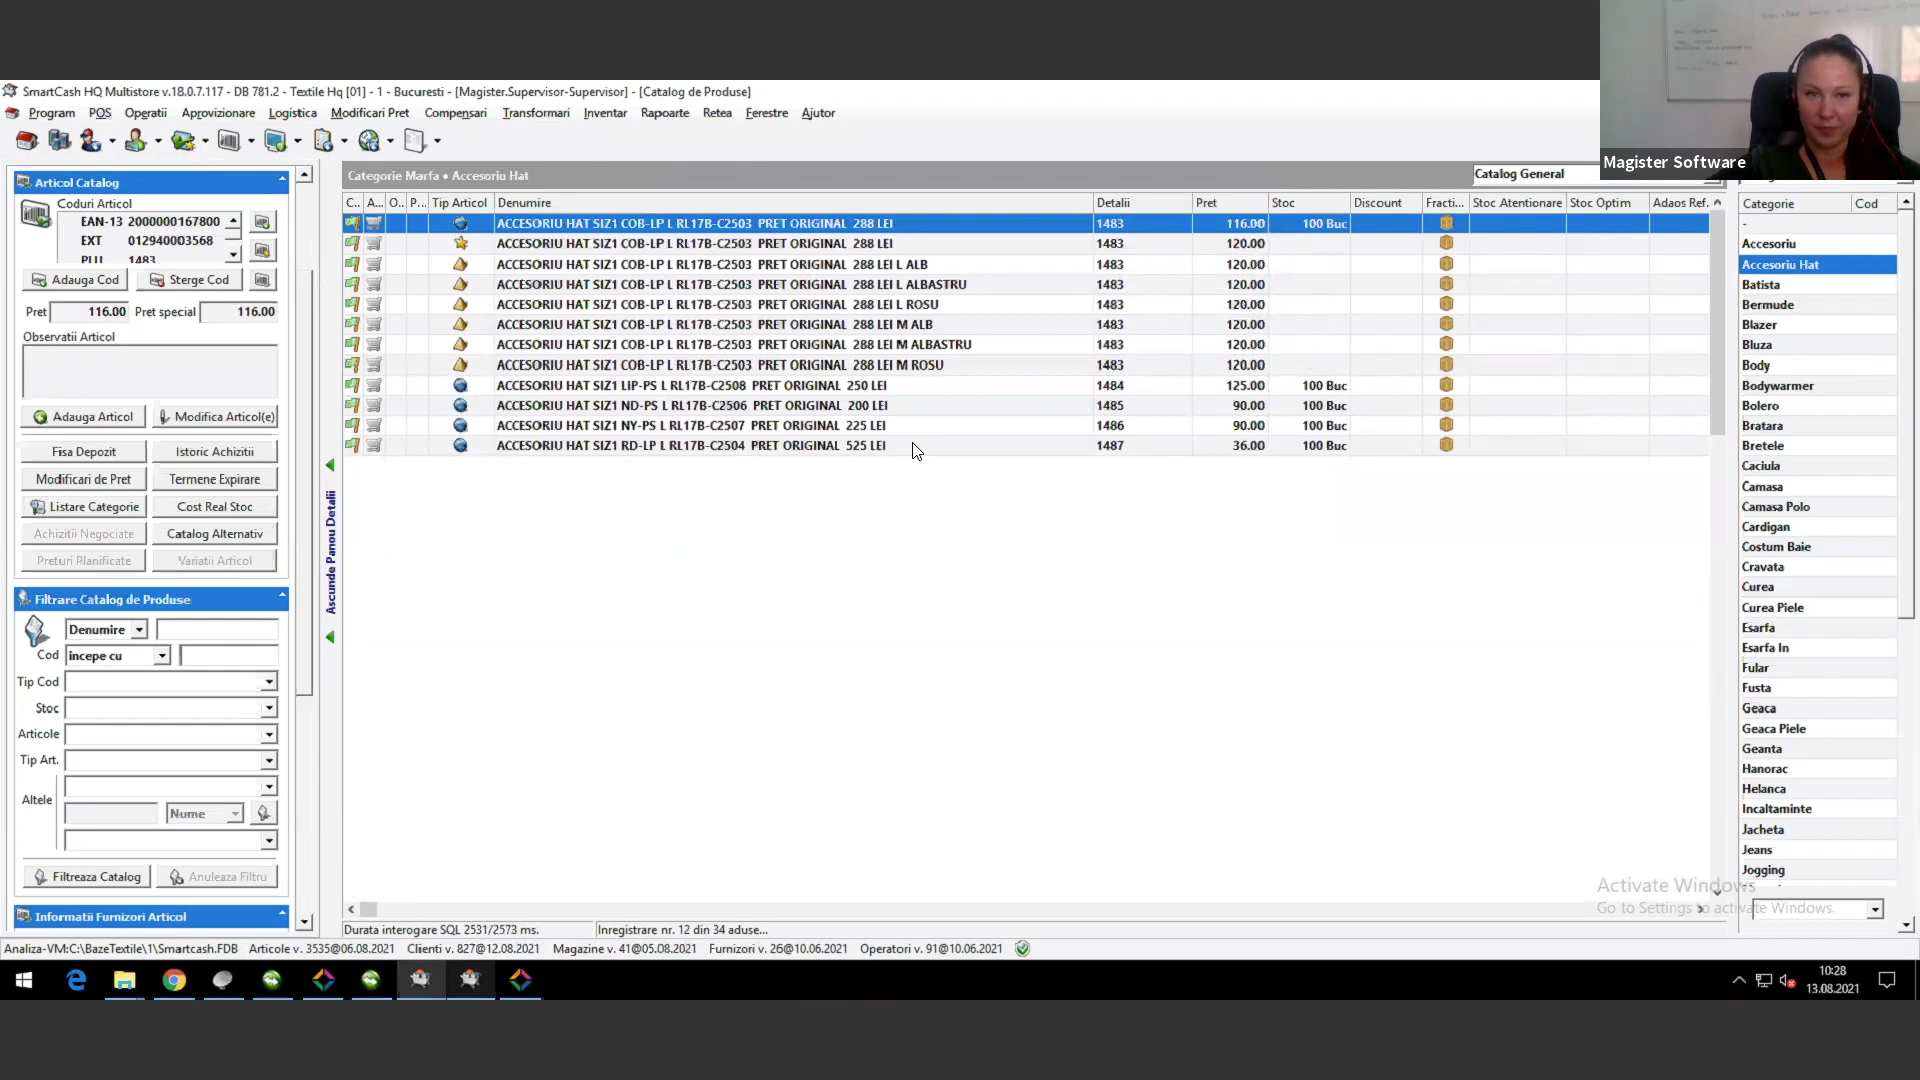 Magister Software
SmartCash HQ Multistore v.18.0.7.117 - DB 781.2 - Textile Hq [01] - 1 - Bucuresti - [Magister.Supervisor-Supervisor] - [Catalog de Produse]
Program POS Operatii Aprovizionare Logistica Modificari Pret Compensari Transformari Inventar Rapoarte Retea Ferestre Ajutor
Articol Catalog
Coduri Articol
EAN-13 2000000167800
EXT 012940003568
PLU 1483
Adauga Cod Sterge Cod
Pret 116.00 Pret special 116.00
Observatii Articol
Adauga Articol Modifica Articol(e)
Fisa Depozit Istoric Achizitii
Modificari de Pret Termene Expirare
Listare Categorie Cost Real Stoc
Achizitii Negociate Catalog Alternativ
Preturi Planificate Variatii Articol
Filtrare Catalog de Produse
Denumire
Cod incepe cu
Tip Cod
Stoc
Articole
Tip Art.
Altele
Nume
Filtreaza Catalog Anuleaza Filtru
Informatii Furnizori Articol
Ascunde Panou Detalii
Categorie Marfa • Accesoriu Hat
Catalog General
C.. A... O.. P... Tip Articol Denumire Detalii Pret Stoc Discount Fracti... Stoc Atentionare Stoc Optim Adaos Ref.
ACCESORIU HAT SIZ1 COB-LP L RL17B-C2503 PRET ORIGINAL 288 LEI 1483 116.00 100 Buc
ACCESORIU HAT SIZ1 COB-LP L RL17B-C2503 PRET ORIGINAL 288 LEI 1483 120.00
ACCESORIU HAT SIZ1 COB-LP L RL17B-C2503 PRET ORIGINAL 288 LEI L ALB 1483 120.00
ACCESORIU HAT SIZ1 COB-LP L RL17B-C2503 PRET ORIGINAL 288 LEI L ALBASTRU 1483 120.00
ACCESORIU HAT SIZ1 COB-LP L RL17B-C2503 PRET ORIGINAL 288 LEI L ROSU 1483 120.00
ACCESORIU HAT SIZ1 COB-LP L RL17B-C2503 PRET ORIGINAL 288 LEI M ALB 1483 120.00
ACCESORIU HAT SIZ1 COB-LP L RL17B-C2503 PRET ORIGINAL 288 LEI M ALBASTRU 1483 120.00
ACCESORIU HAT SIZ1 COB-LP L RL17B-C2503 PRET ORIGINAL 288 LEI M ROSU 1483 120.00
ACCESORIU HAT SIZ1 LIP-PS L RL17B-C2508 PRET ORIGINAL 250 LEI 1484 125.00 100 Buc
ACCESORIU HAT SIZ1 ND-PS L RL17B-C2506 PRET ORIGINAL 200 LEI 1485 90.00 100 Buc
ACCESORIU HAT SIZ1 NY-PS L RL17B-C2507 PRET ORIGINAL 225 LEI 1486 90.00 100 Buc
ACCESORIU HAT SIZ1 RD-LP L RL17B-C2504 PRET ORIGINAL 525 LEI 1487 36.00 100 Buc
Categorie Cod
-
Accesoriu
Accesoriu Hat
Batista
Bermude
Blazer
Bluza
Body
Bodywarmer
Bolero
Bratara
Bretele
Caciula
Camasa
Camasa Polo
Cardigan
Costum Baie
Cravata
Curea
Curea Piele
Esarfa
Esarfa In
Fular
Fusta
Geaca
Geaca Piele
Geanta
Hanorac
Helanca
Incaltaminte
Jacheta
Jeans
Jogging
Activate Windows
Go to Settings to activate Windows.
Durata interogare SQL 2531/2573 ms. Inregistrare nr. 12 din 34 aduse...
Analiza-VM:C:\BazeTextile\1\Smartcash.FDB Articole v. 3535@06.08.2021 Clienti v. 827@12.08.2021 Magazine v. 41@05.08.2021 Furnizori v. 26@10.06.2021 Operatori v. 91@10.06.2021
10:28
13.08.2021